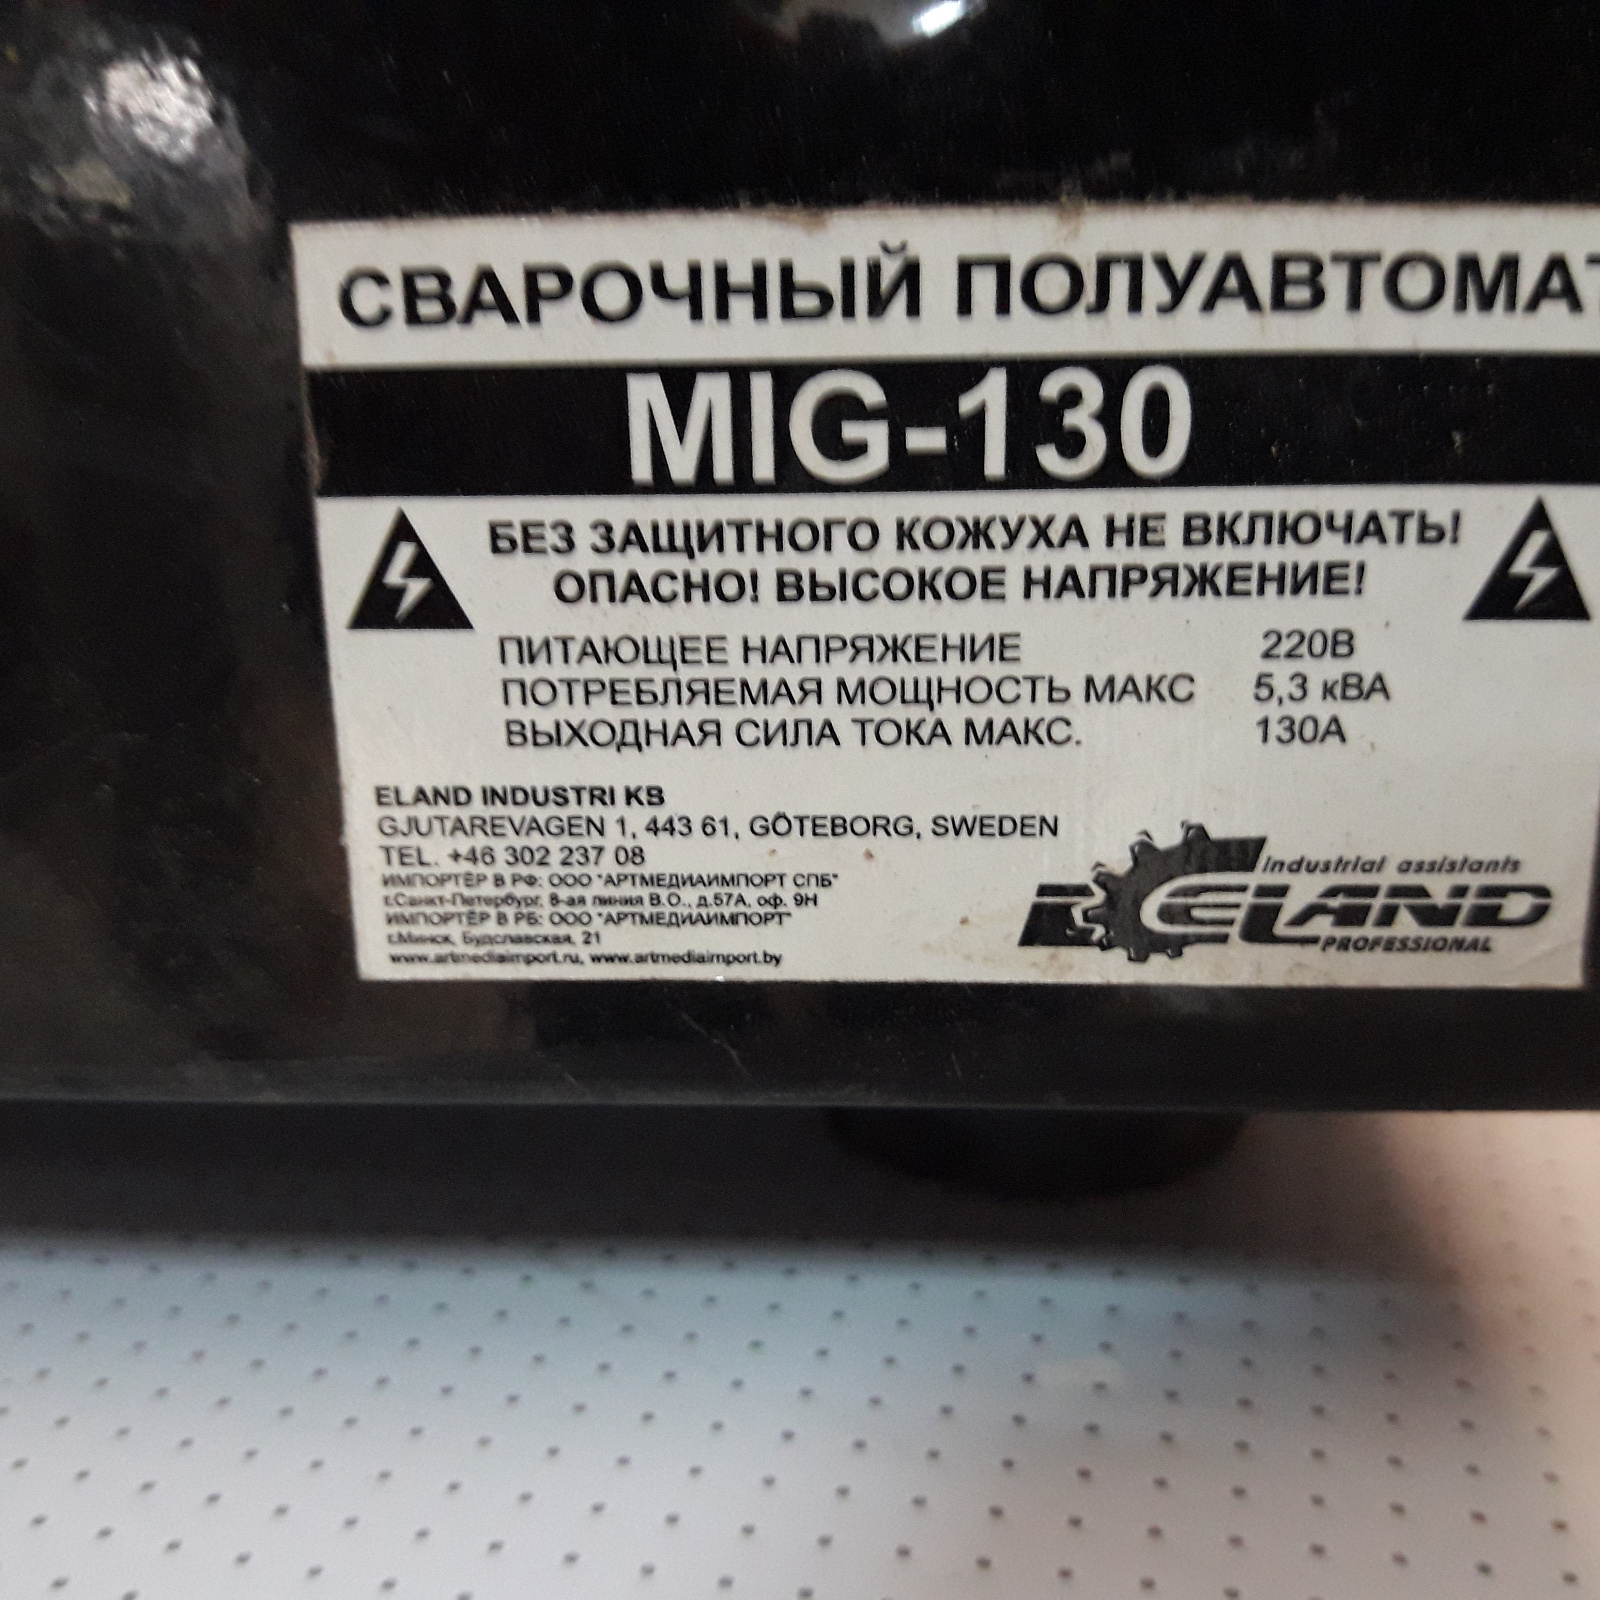 СВАРОЧНЫЙ ПОЛУАВТОМАТ
MIG-130
БЕЗ ЗАЩИТНОГО КОЖУХА НЕ ВКЛЮЧАТЬ!
ОПАСНО! ВЫСОКОЕ НАПРЯЖЕНИЕ!
ПИТАЮЩЕЕ НАПРЯЖЕНИЕ 220В
ПОТРЕБЛЯЕМАЯ МОЩНОСТЬ МАКС 5,3 кВА
ВЫХОДНАЯ СИЛА ТОКА МАКС. 130А
ELAND INDUSTRI KB
GJUTAREVAGEN 1, 443 61, GÖTEBORG, SWEDEN
TEL. +46 302 237 08
ИМПОРТЁР В РФ: ООО "АРТМЕДИАИМПОРТ СПБ"
г.Санкт-Петербург, 8-ая линия В.О., д.57А, оф. 9Н
ИМПОРТЁР В РБ: ООО "АРТМЕДИАИМПОРТ"
г.Минск, Будславская, 21
www.artmediaimport.ru, www.artmediaimport.by
Industrial assistants
ELAND
PROFESSIONAL